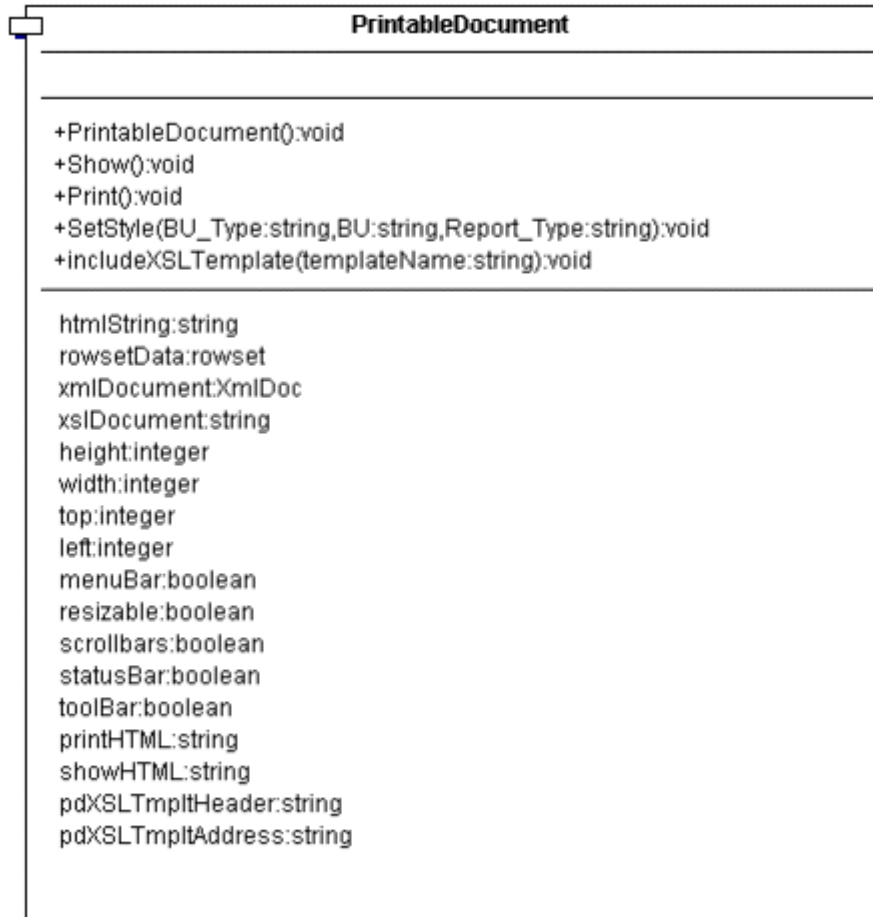 PrintableDocument
+PrintableDocument():void
+Show():void
+Print():void
+SetStyle(BU_Type:string,BU:string,Report_Type:string):void
+includeXSLTemplate(templateName:string):void
htmlString:string
rowsetData:rowset
xmlDocument:XmlDoc
xslDocument:string
height:integer
width:integer
top:integer
left:integer
menuBar:boolean
resizable:boolean
scrollbars:boolean
statusBar:boolean
toolBar:boolean
printHTML:string
showHTML:string
pdXSLTmpltHeader:string
pdXSLTmpltAddress:string